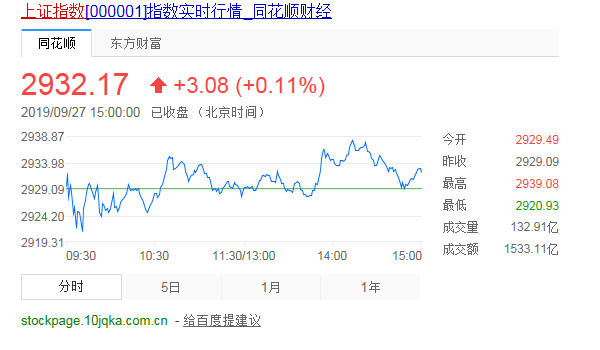 上证指数[000001]指数实时行情_同花顺财经
同花顺 东方财富
2932.17 +3.08 (+0.11%)
2019/09/27 15:00:00 已收盘 （北京时间）
2938.87
2933.98
2929.09
2924.20
2919.31
09:30 10:30 11:30/13:00 14:00 15:00
今开 2929.49
昨收 2929.09
最高 2939.08
最低 2920.93
成交量 132.91亿
成交额 1533.11亿
分时 5日 1月 1年
stockpage.10jqka.com.cn - 给百度提建议